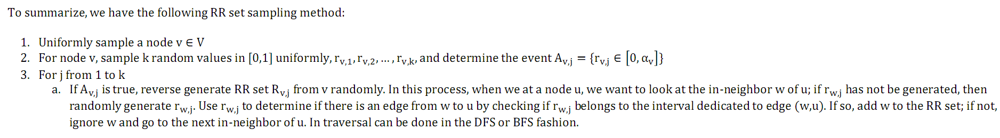 To summarize, we have the following RR set sampling method:
1. Uniformly sample a node v ∈ V
2. For node v, sample k random values in [0,1] uniformly, r_{v,1}, r_{v,2}, … , r_{v,k}, and determine the event A_{v,j} = {r_{v,j} ∈ [0, α_v]}
3. For j from 1 to k
a. If A_{v,j} is true, reverse generate RR set R_{v,j} from v randomly. In this process, when we at a node u, we want to look at the in-neighbor w of u; if r_{w,j} has not be generated, then
randomly generate r_{w,j}. Use r_{w,j} to determine if there is an edge from w to u by checking if r_{w,j} belongs to the interval dedicated to edge (w,u). If so, add w to the RR set; if not,
ignore w and go to the next in-neighbor of u. In traversal can be done in the DFS or BFS fashion.